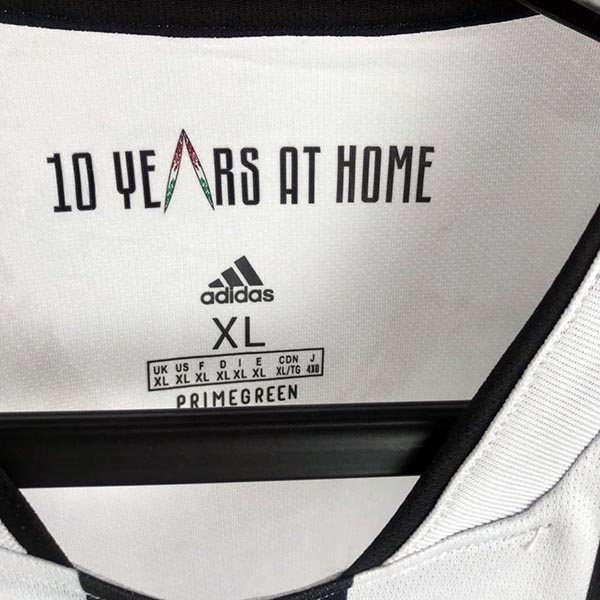 10 YEARS AT HOME
adidas
XL
UK US F D I E CDN J
XL XL XL XL XL XL XL/TG 4XO
PRIMEGREEN